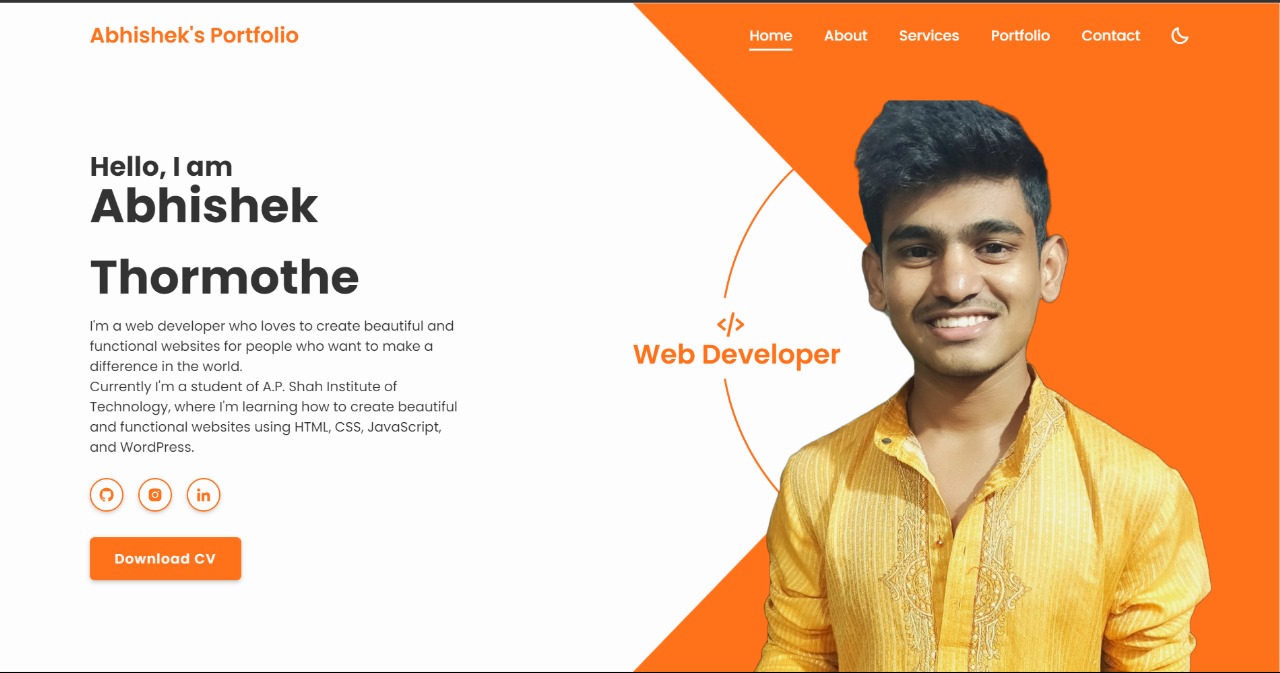 Abhishek's Portfolio
Home About Services Portfolio Contact
Hello, I am
Abhishek
Thormothe
I'm a web developer who loves to create beautiful and
functional websites for people who want to make a
difference in the world.
Currently I'm a student of A.P. Shah Institute of
Technology, where I'm learning how to create beautiful
and functional websites using HTML, CSS, JavaScript,
and WordPress.
Download CV
</>
Web Developer